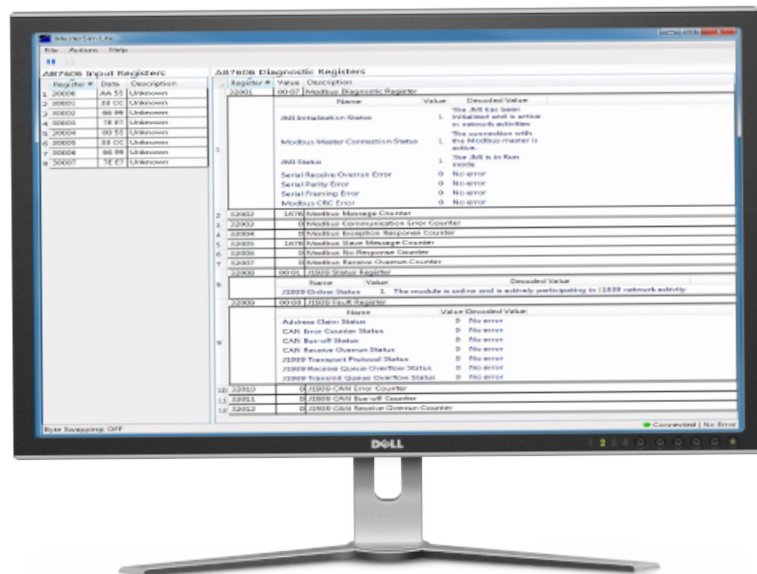 File Actions Help
AB7606 Input Registers
Register # Data Description
1 30000 AA 55 Unknown
2 30001 33 CC Unknown
3 30002 66 99 Unknown
4 30003 7E E7 Unknown
5 30004 00 55 Unknown
6 30005 33 CC Unknown
7 30006 66 99 Unknown
8 30007 7E E7 Unknown
AB7606 Diagnostic Registers
Register # Value Description
1 32001 00 07 Modbus Diagnostic Register
Name Value Decoded Value
JMI Initialization Status 1 The JMI has been
initialized and is active
in network activities
Modbus Master Connection Status 1 The connection with
the Modbus master is
active.
JMI Status 1 The JMI is in Run
mode
Serial Receive Overrun Error 0 No error
Serial Parity Error 0 No error
Serial Framing Error 0 No error
Modbus CRC Error 0 No error
2 32002 1676 Modbus Message Counter
3 32003 0 Modbus Communication Error Counter
4 32004 0 Modbus Exception Response Counter
5 32005 1676 Modbus Slave Message Counter
6 32006 0 Modbus No Response Counter
7 32007 0 Modbus Receive Overrun Counter
8 32008 00 01 J1939 Status Register
Name Value Decoded Value
J1939 Online Status 1 The module is online and is actively participating in J1939 network activity
9 32009 00 00 J1939 Fault Register
Name Value Decoded Value
Address Claim Status 0 No error
CAN Error Counter Status 0 No error
CAN Bus-off Status 0 No error
CAN Receive Overrun Status 0 No error
J1939 Transport Protocol Status 0 No error
J1939 Receive Queue Overflow Status 0 No error
J1939 Transmit Queue Overflow Status 0 No error
10 32010 0 J1939 CAN Error Counter
11 32011 0 J1939 CAN Bus-off Counter
12 32012 0 J1939 CAN Receive Overrun Counter
Byte Swapping: OFF
Connected | No Error
DELL
1 2 3 4